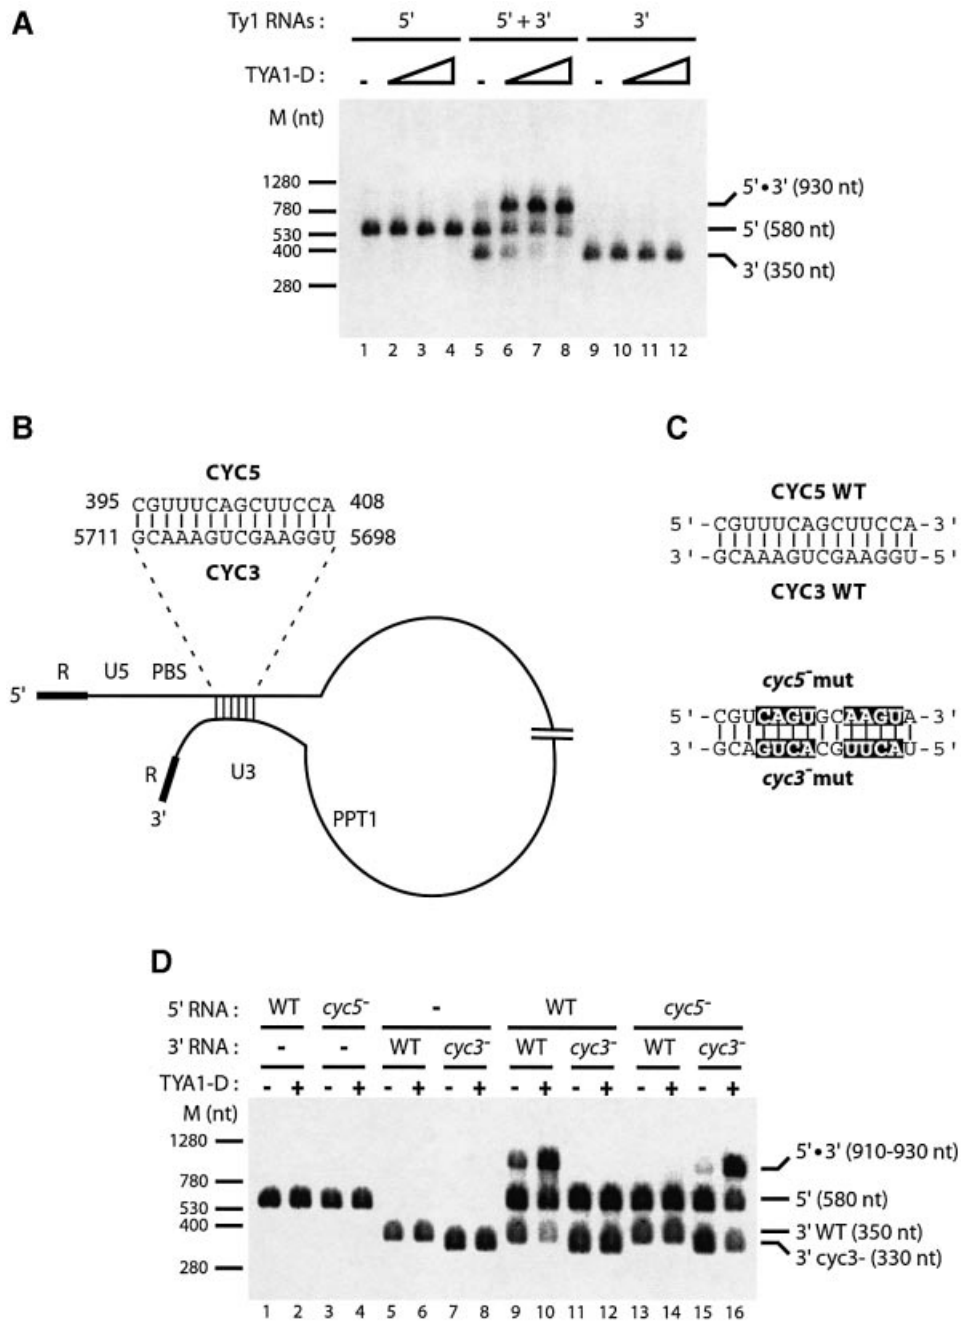 A
Ty1 RNAs : 5' 5' + 3' 3'
TYA1-D : - - -
M (nt)
1280
780
530
400
280
5'•3' (930 nt)
5' (580 nt)
3' (350 nt)
1 2 3 4 5 6 7 8 9 10 11 12
B
CYC5
395 CGUUUCAGCUUCCA 408
5711 GCAAAGUCGAAGGU 5698
CYC3
R U5 PBS
5'
R
U3
3'
PPT1
C
CYC5 WT
5'-CGUUUCAGCUUCCA-3'
3'-GCAAAGUCGAAGGU-5'
CYC3 WT
cyc5⁻mut
5'-CGUCAGUGCAAGUA-3'
3'-GCAGUCACGUUCAU-5'
cyc3⁻mut
D
5' RNA : WT cyc5⁻ - WT cyc5⁻
3' RNA : - - WT cyc3⁻ WT cyc3⁻ WT cyc3⁻
TYA1-D : - + - + - + - + - + - + - + - +
M (nt)
1280
780
530
400
280
5'•3' (910-930 nt)
5' (580 nt)
3' WT (350 nt)
3' cyc3- (330 nt)
1 2 3 4 5 6 7 8 9 10 11 12 13 14 15 16